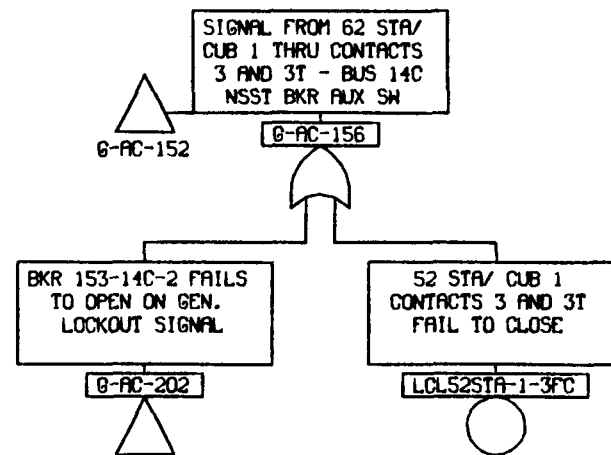 SIGNAL FROM 62 STA/
CUB 1 THRU CONTACTS
3 AND 3T - BUS 14C
NSST BKR AUX SW
G-AC-152
G-AC-156
BKR 153-14C-2 FAILS
TO OPEN ON GEN.
LOCKOUT SIGNAL
52 STA/ CUB 1
CONTACTS 3 AND 3T
FAIL TO CLOSE
G-AC-202
LCL52STA-1-3FC